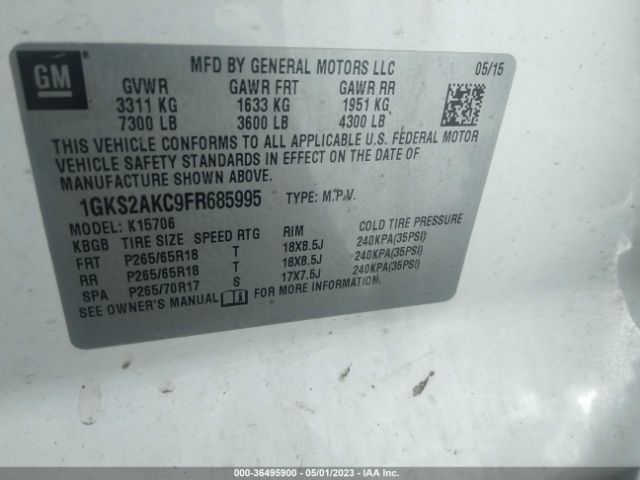 GM
MFD BY GENERAL MOTORS LLC 05/15
GVWR GAWR FRT GAWR RR
3311 KG 1633 KG 1951 KG
7300 LB 3600 LB 4300 LB
THIS VEHICLE CONFORMS TO ALL APPLICABLE U.S. FEDERAL MOTOR
VEHICLE SAFETY STANDARDS IN EFFECT ON THE DATE OF
MANUFACTURE SHOWN ABOVE.
1GKS2AKC9FR685995 TYPE: M.P.V.
MODEL: K15706
KBGB TIRE SIZE SPEED RTG RIM COLD TIRE PRESSURE
FRT P265/65R18 T 18X8.5J 240KPA(35PSI)
RR P265/65R18 T 18X8.5J 240KPA(35PSI)
SPA P265/70R17 S 17X7.5J 240KPA(35PSI)
SEE OWNER'S MANUAL FOR MORE INFORMATION.
000-36495900 - 05/01/2023 - IAA Inc.